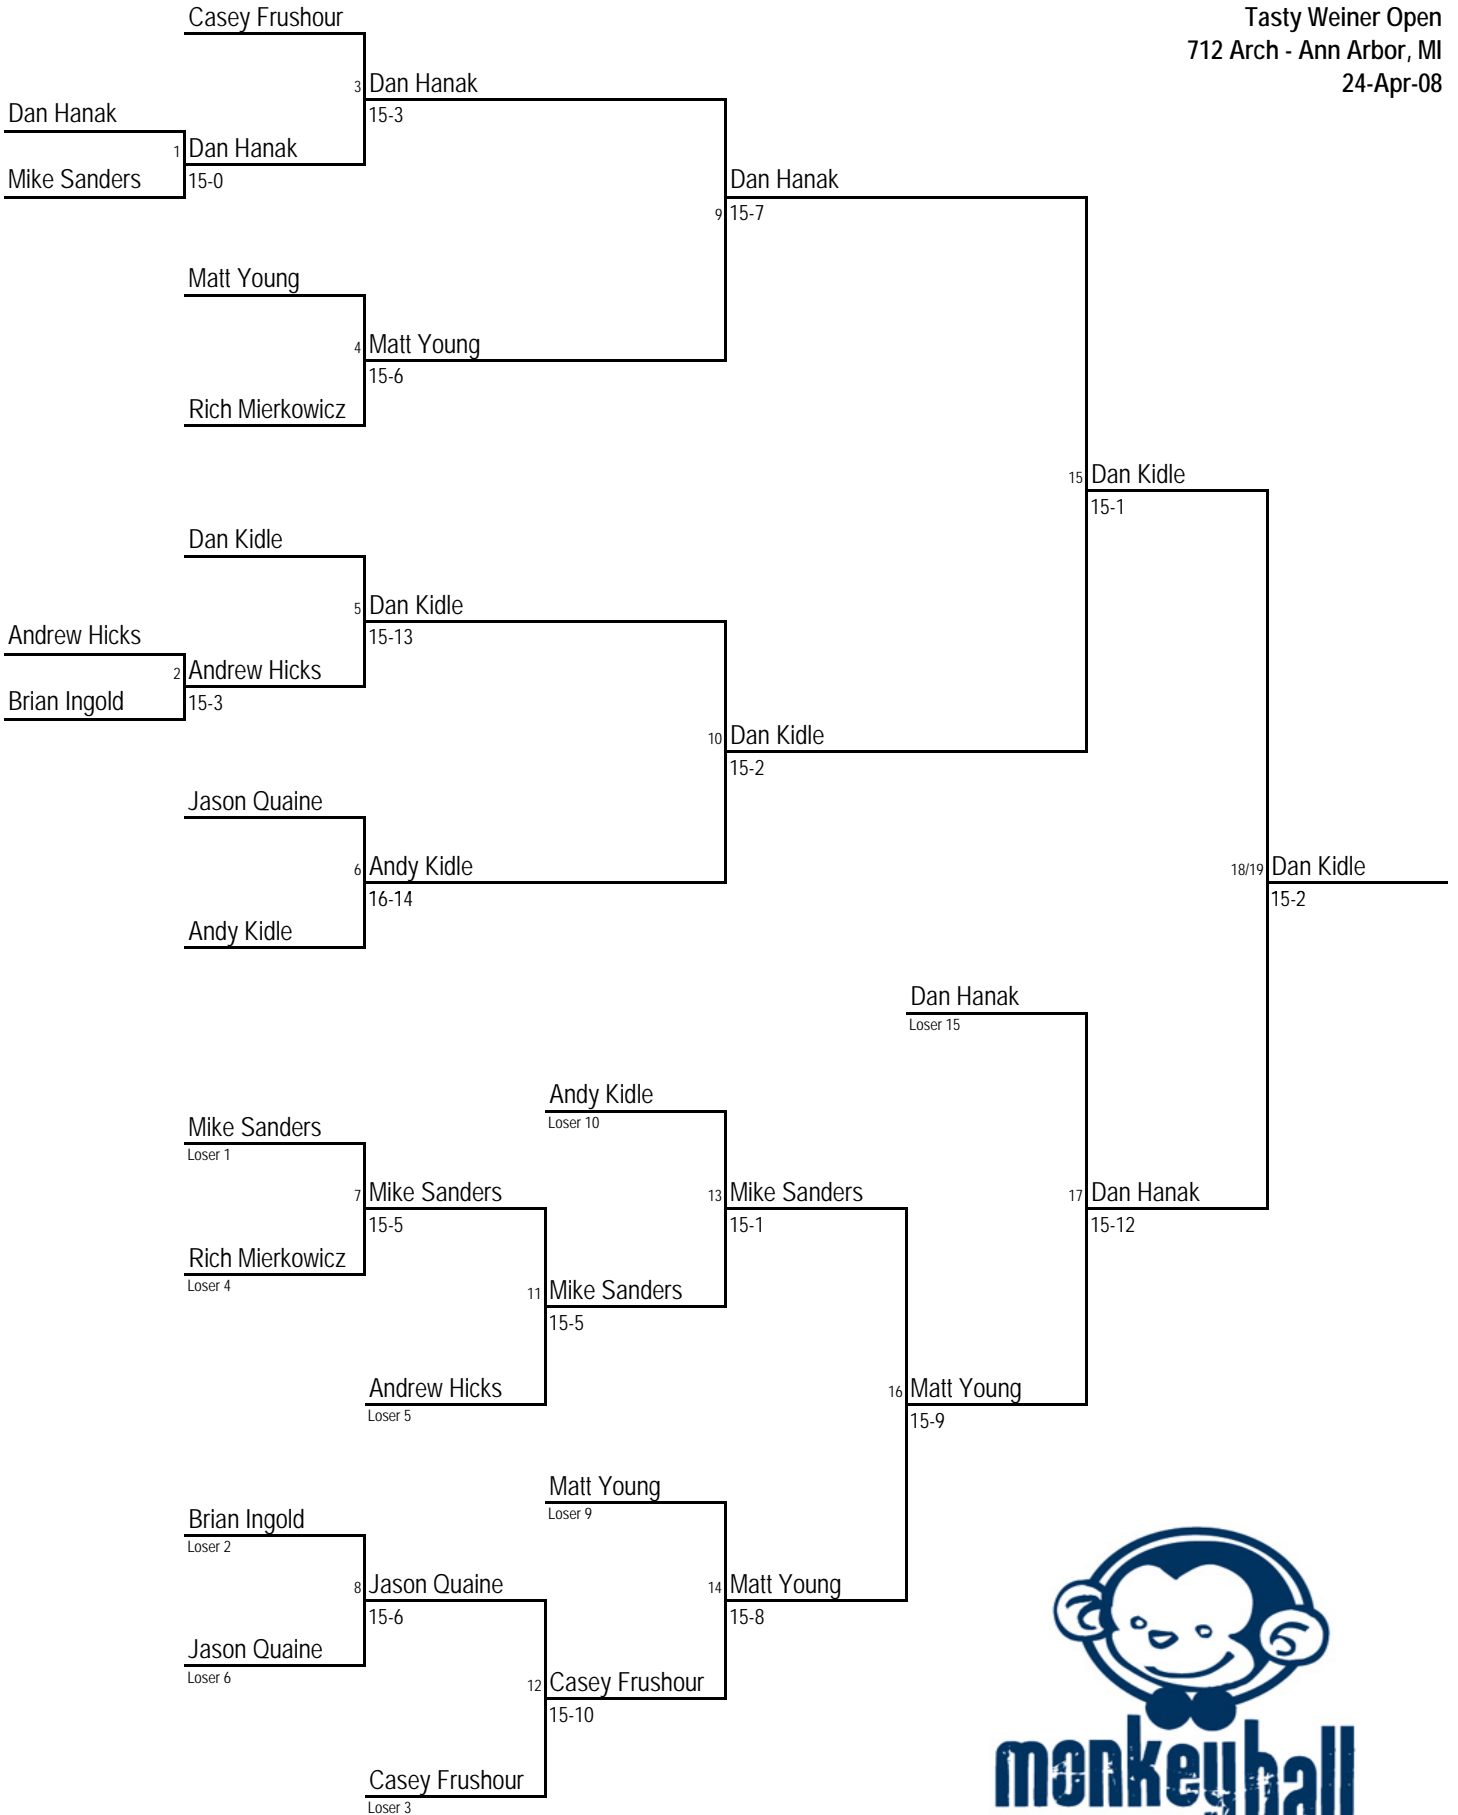 Tasty Weiner Open
712 Arch - Ann Arbor, MI
24-Apr-08
Casey Frushour
3 Dan Hanak
15-3
Dan Hanak
1 Dan Hanak
Mike Sanders
15-0
Dan Hanak
9 15-7
Matt Young
4 Matt Young
15-6
Rich Mierkowicz
15 Dan Kidle
15-1
Dan Kidle
5 Dan Kidle
15-13
Andrew Hicks
2 Andrew Hicks
Brian Ingold
15-3
10 Dan Kidle
15-2
Jason Quaine
6 Andy Kidle
16-14
Andy Kidle
18/19 Dan Kidle
15-2
Dan Hanak
Loser 15
Andy Kidle
Loser 10
Mike Sanders
Loser 1
7 Mike Sanders
15-5
Rich Mierkowicz
Loser 4
13 Mike Sanders
15-1
17 Dan Hanak
15-12
11 Mike Sanders
15-5
Andrew Hicks
Loser 5
16 Matt Young
15-9
Matt Young
Loser 9
Brian Ingold
Loser 2
8 Jason Quaine
15-6
Jason Quaine
Loser 6
14 Matt Young
15-8
12 Casey Frushour
15-10
Casey Frushour
Loser 3
monkeyball